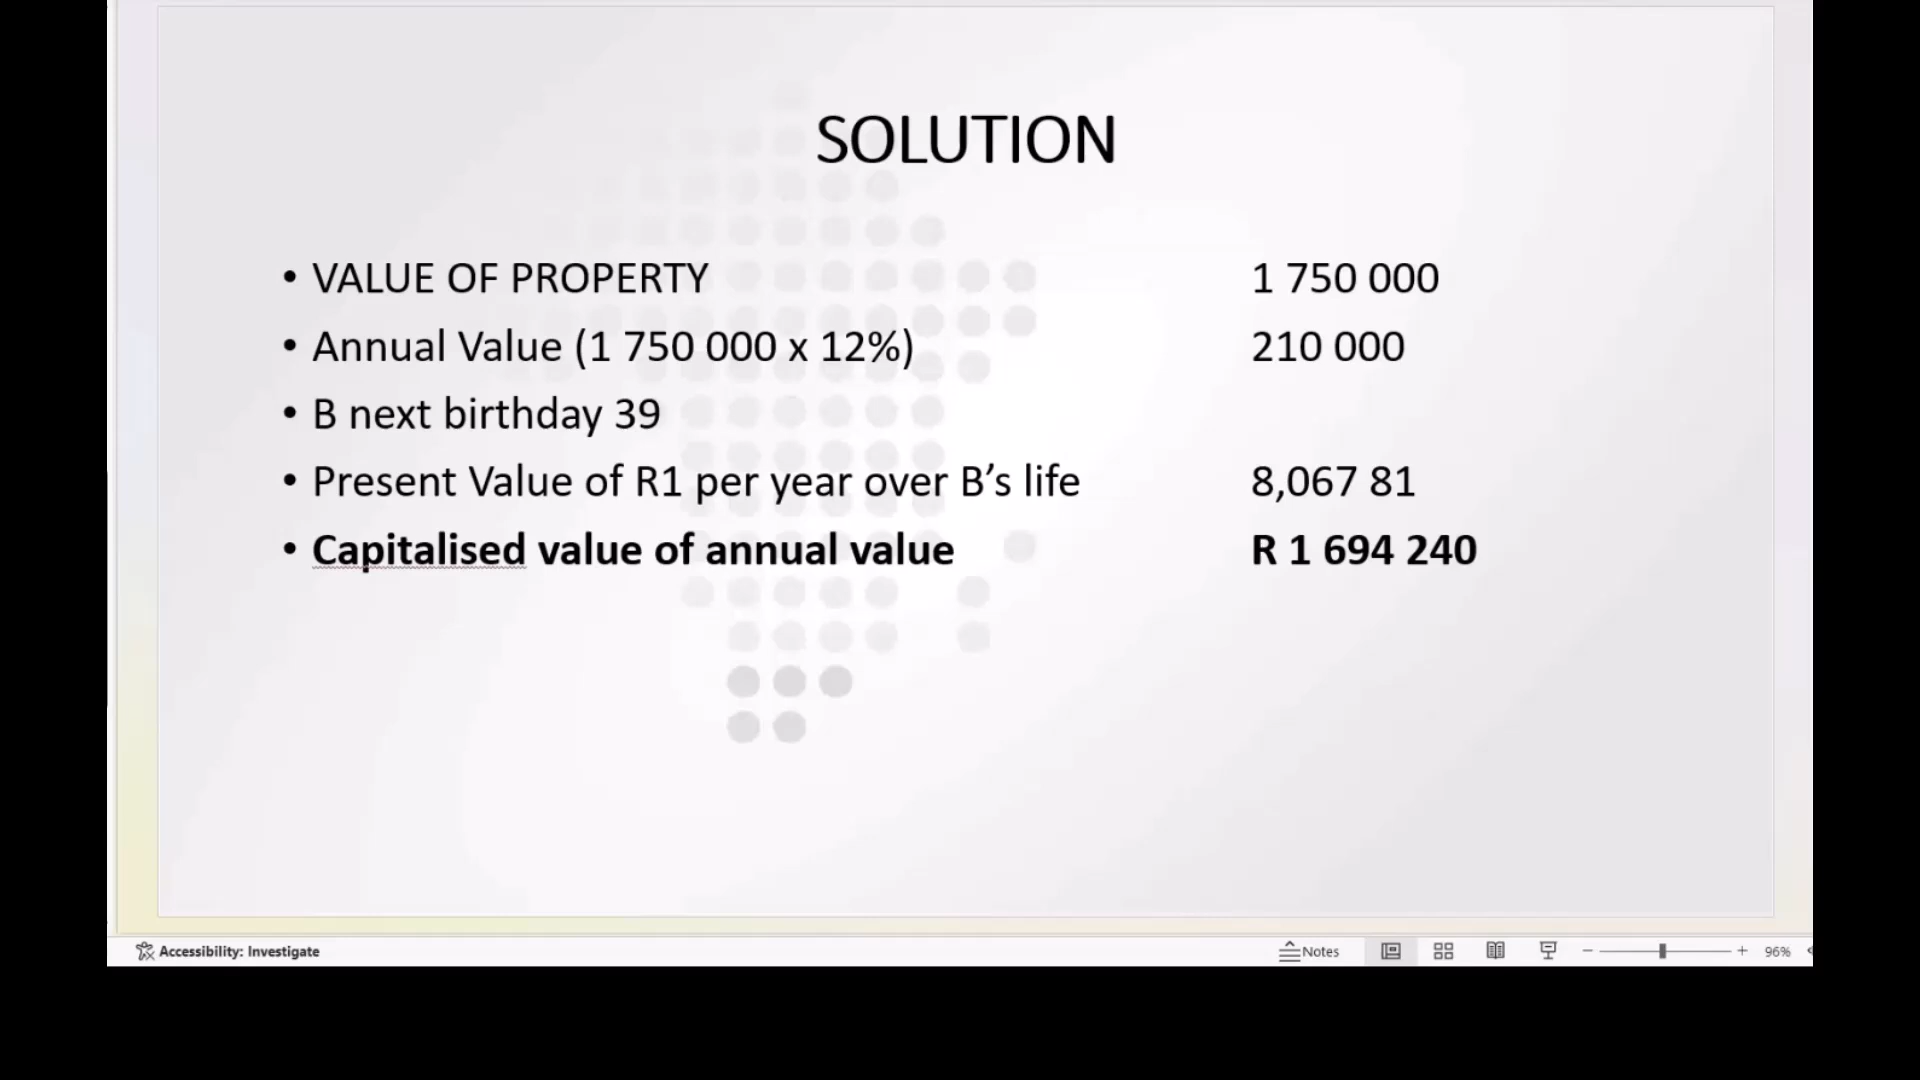 SOLUTION
• VALUE OF PROPERTY 1 750 000
• Annual Value (1 750 000 x 12%) 210 000
• B next birthday 39
• Present Value of R1 per year over B’s life 8,067 81
• Capitalised value of annual value R 1 694 240
Accessibility: Investigate Notes 96%